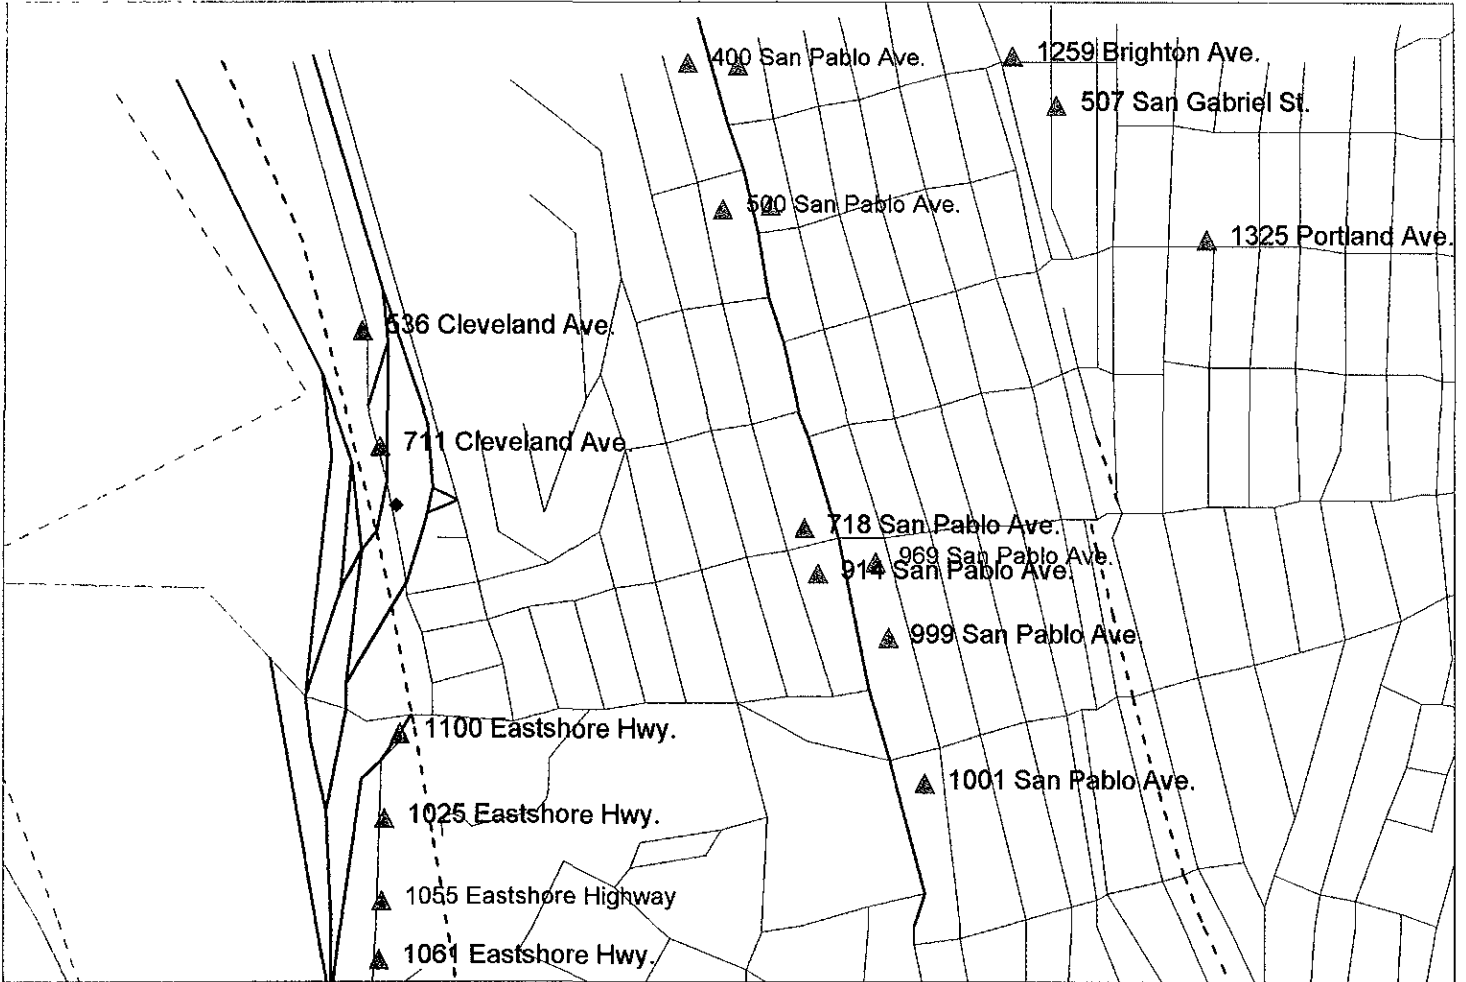 400 San Pablo Ave.
1259 Brighton Ave.
507 San Gabriel St.
500 San Pablo Ave.
1325 Portland Ave.
536 Cleveland Ave.
711 Cleveland Ave.
718 San Pablo Ave.
969 San Pablo Ave.
914 San Pablo Ave.
999 San Pablo Ave.
1100 Eastshore Hwy.
1001 San Pablo Ave.
1025 Eastshore Hwy.
1055 Eastshore Highway
1061 Eastshore Hwy.